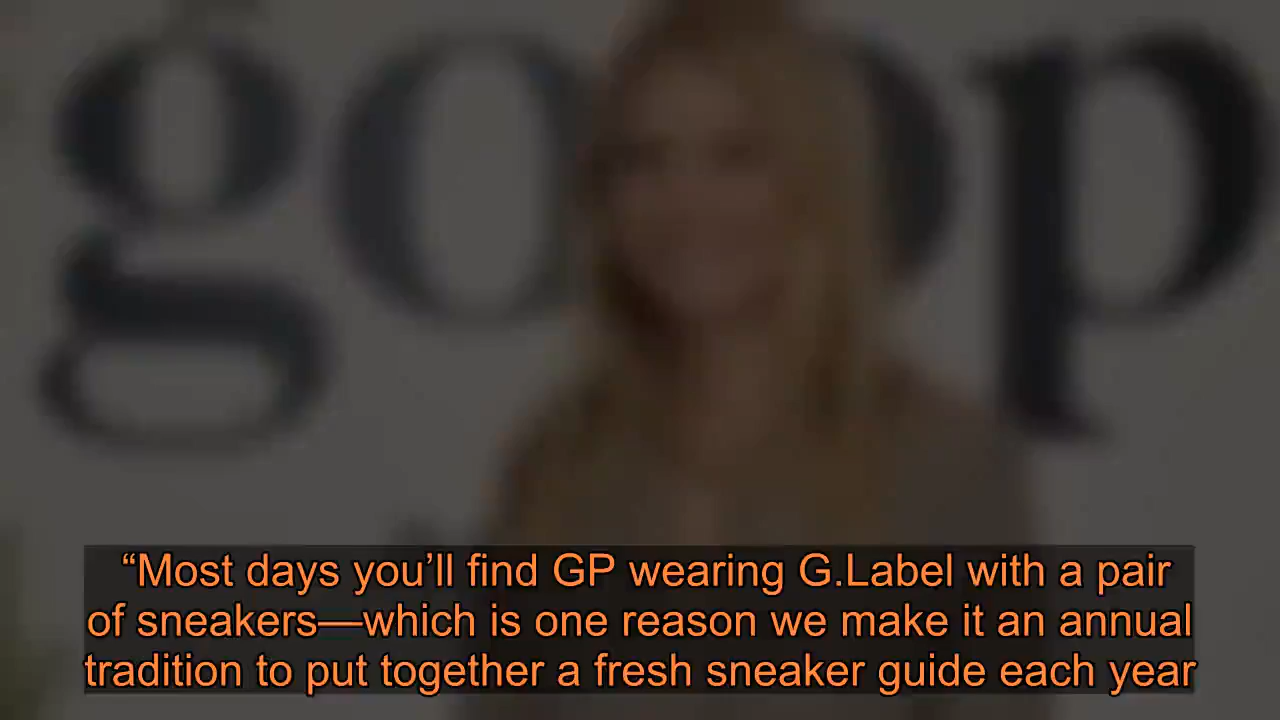 goop
“Most days you’ll find GP wearing G.Label with a pair
of sneakers—which is one reason we make it an annual
tradition to put together a fresh sneaker guide each year